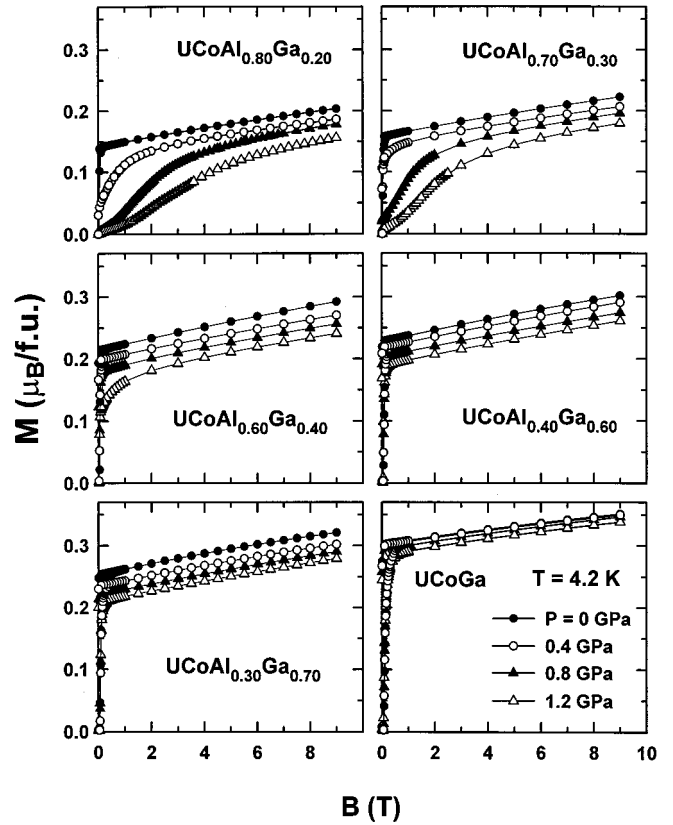 0.3
0.2
0.1
0.0
UCoAl0.80Ga0.20
UCoAl0.70Ga0.30
0.3
0.2
0.1
0.0
UCoAl0.60Ga0.40
UCoAl0.40Ga0.60
0.3
0.2
0.1
0.0
UCoAl0.30Ga0.70
UCoGa
T = 4.2 K
P = 0 GPa
0.4 GPa
0.8 GPa
1.2 GPa
0 2 4 6 8
0 2 4 6 8 10
M (μB/f.u.)
B (T)